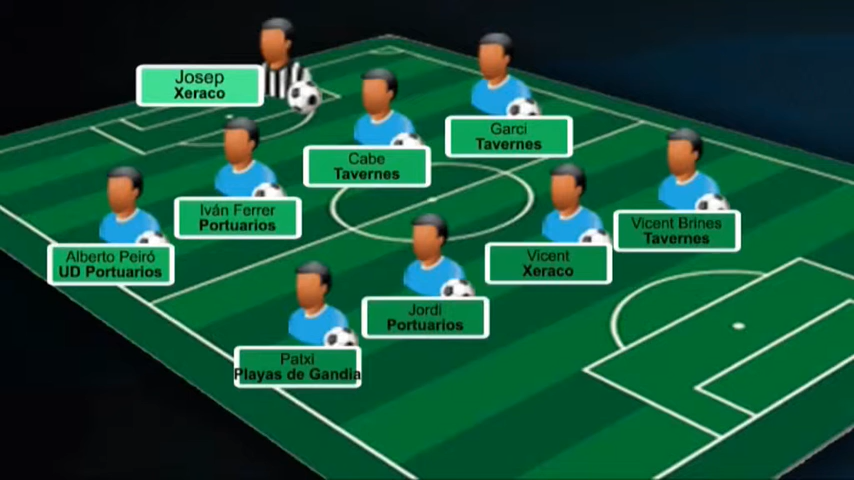 Josep
Xeraco
Garci
Tavernes
Cabe
Tavernes
Iván Ferrer
Portuarios
Vicent Brines
Tavernes
Alberto Peiró
UD Portuarios
Vicent
Xeraco
Jordi
Portuarios
Patxi
Playas de Gandia